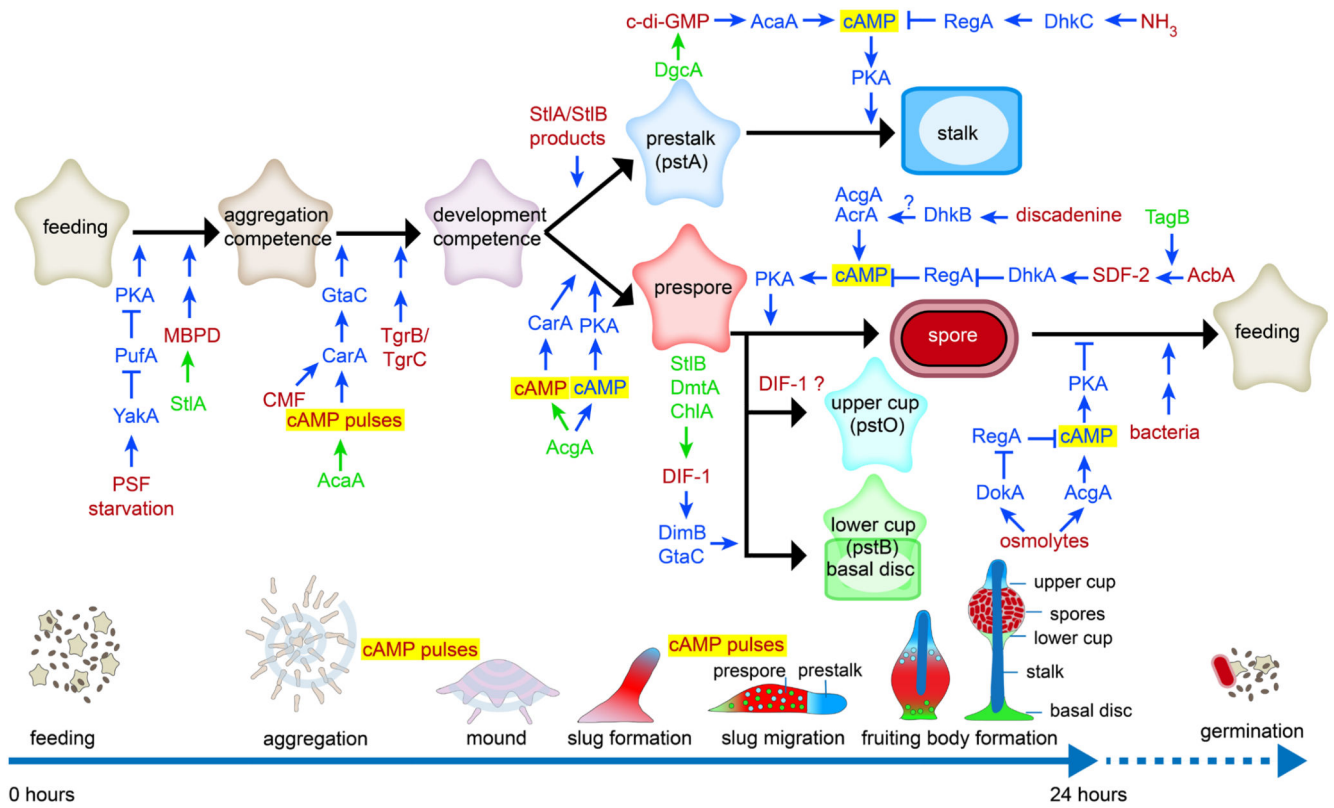 c-di-GMP AcaA cAMP RegA DhkC NH3
DgcA
PKA
StlA/StlB
products
prestalk
(pstA)
stalk
feeding
aggregation
competence
development
competence
AcgA
AcrA
?
DhkB
discadenine
TagB
prespore
PKA
cAMP
RegA
DhkA
SDF-2
AcbA
feeding
PKA
PufA
YakA
PSF
starvation
MBPD
StlA
GtaC
CarA
CMF
cAMP pulses
AcaA
TgrB/
TgrC
CarA
PKA
cAMP
cAMP
AcgA
StlB
DmtA
ChlA
DIF-1
DimB
GtaC
DIF-1 ?
spore
upper cup
(pstO)
lower cup
(pstB)
basal disc
PKA
RegA
cAMP
bacteria
DokA
AcgA
osmolytes
cAMP pulses
cAMP pulses
prespore
prestalk
upper cup
spores
lower cup
stalk
basal disc
feeding
aggregation
mound
slug formation
slug migration
fruiting body formation
germination
0 hours
24 hours